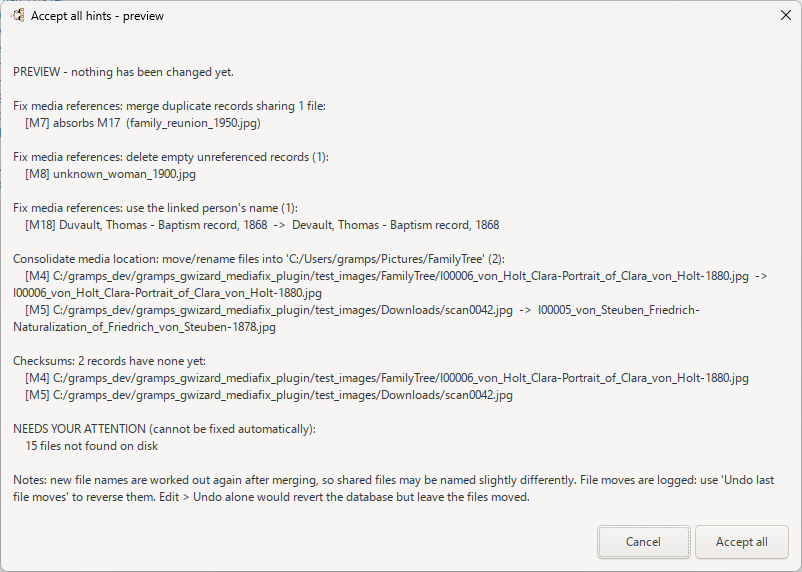 Accept all hints - preview
PREVIEW - nothing has been changed yet.
Fix media references: merge duplicate records sharing 1 file:
[M7] absorbs M17 (family_reunion_1950.jpg)
Fix media references: delete empty unreferenced records (1):
[M8] unknown_woman_1900.jpg
Fix media references: use the linked person's name (1):
[M18] Duvault, Thomas - Baptism record, 1868 -> Devault, Thomas - Baptism record, 1868
Consolidate media location: move/rename files into 'C:/Users/gramps/Pictures/FamilyTree' (2):
[M4] C:/gramps_dev/gramps_gwizard_mediafix_plugin/test_images/FamilyTree/I00006_von_Holt_Clara-Portrait_of_Clara_von_Holt-1880.jpg ->
I00006_von_Holt_Clara-Portrait_of_Clara_von_Holt-1880.jpg
[M5] C:/gramps_dev/gramps_gwizard_mediafix_plugin/test_images/Downloads/scan0042.jpg -> I00005_von_Steuben_Friedrich-
Naturalization_of_Friedrich_von_Steuben-1878.jpg
Checksums: 2 records have none yet:
[M4] C:/gramps_dev/gramps_gwizard_mediafix_plugin/test_images/FamilyTree/I00006_von_Holt_Clara-Portrait_of_Clara_von_Holt-1880.jpg
[M5] C:/gramps_dev/gramps_gwizard_mediafix_plugin/test_images/Downloads/scan0042.jpg
NEEDS YOUR ATTENTION (cannot be fixed automatically):
15 files not found on disk
Notes: new file names are worked out again after merging, so shared files may be named slightly differently. File moves are logged: use 'Undo last
file moves' to reverse them. Edit > Undo alone would revert the database but leave the files moved.
Cancel
Accept all